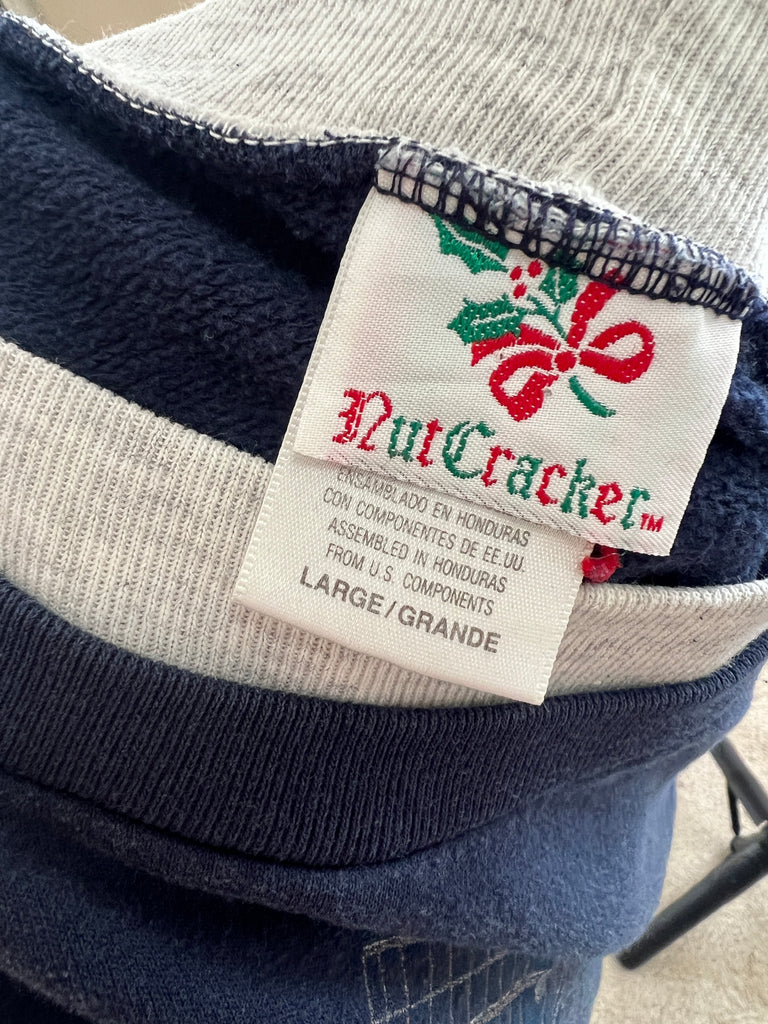 NutCracker™
ENSAMBLADO EN HONDURAS
CON COMPONENTES DE EE.UU.
ASSEMBLED IN HONDURAS
FROM U.S. COMPONENTS
LARGE/GRANDE